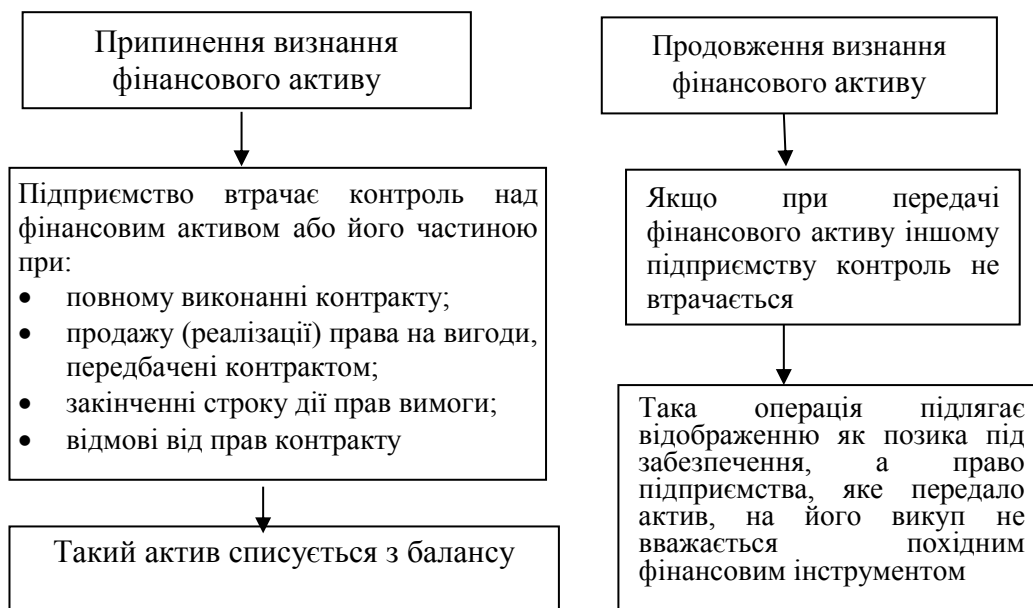 Припинення визнання
фінансового активу
Підприємство втрачає контроль над
фінансовим активом або його частиною
при:
• повному виконанні контракту;
• продажу (реалізації) права на вигоди,
передбачені контрактом;
• закінченні строку дії прав вимоги;
• відмові від прав контракту
Такий актив списується з балансу
Продовження визнання
фінансового активу
Якщо при передачі
фінансового активу іншому
підприємству контроль не
втрачається
Така операція підлягає
відображенню як позика під
забезпечення, а право
підприємства, яке передало
актив, на його викуп не
вважається похідним
фінансовим інструментом